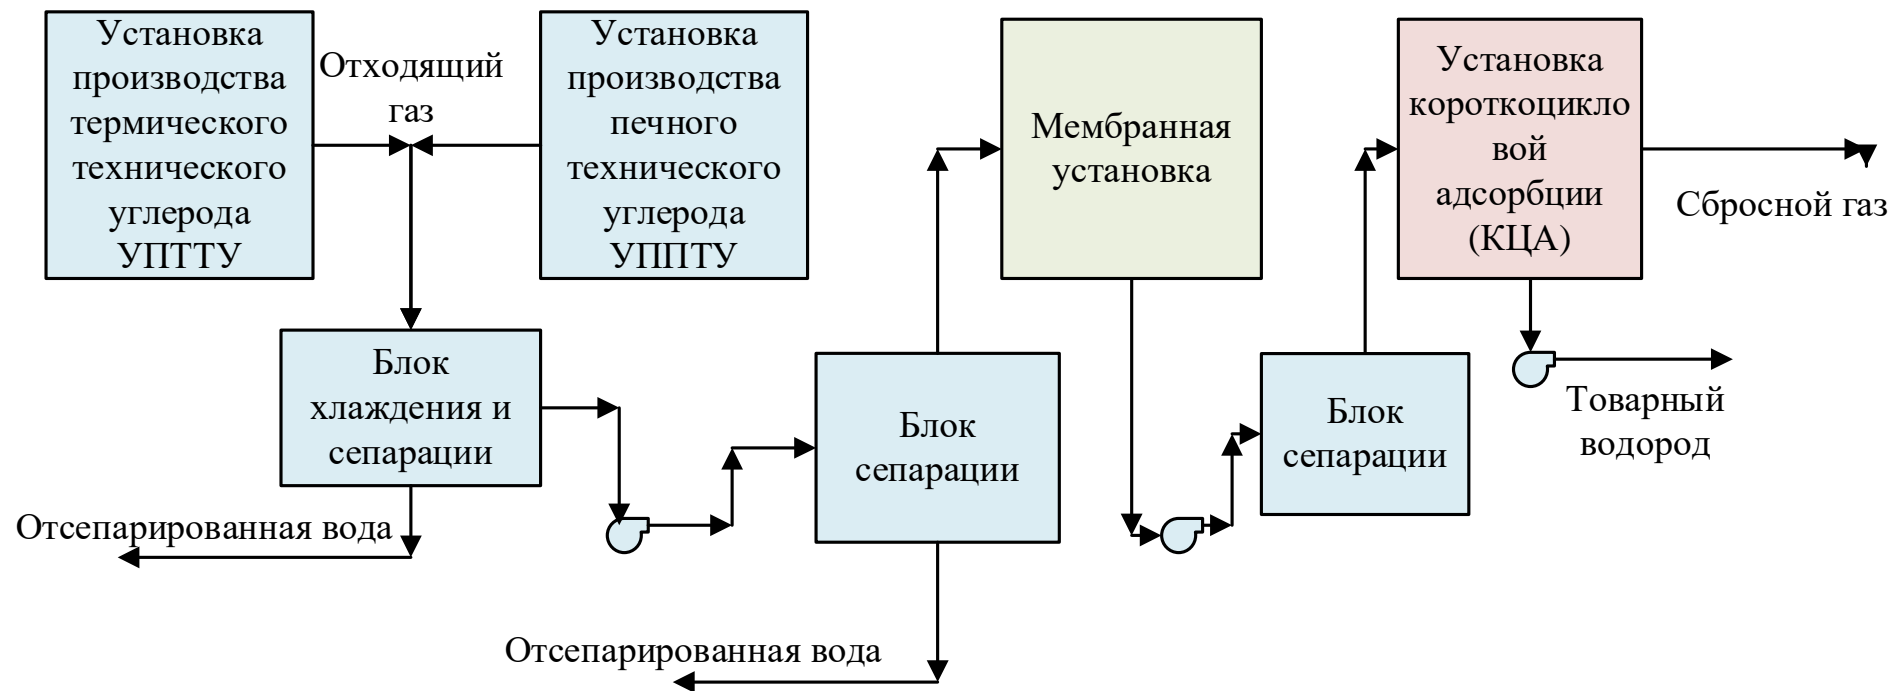 Установка
производства
термического
технического
углерода
УПТТУ
Отходящий
газ
Установка
производства
печного
технического
углерода
УППТУ
Мембранная
установка
Установка
короткоцикло
вой
адсорбции
(КЦА)
Сбросной газ
Блок
хлаждения и
сепарации
Блок
сепарации
Блок
сепарации
Товарный
водород
Отсепарированная вода
Отсепарированная вода